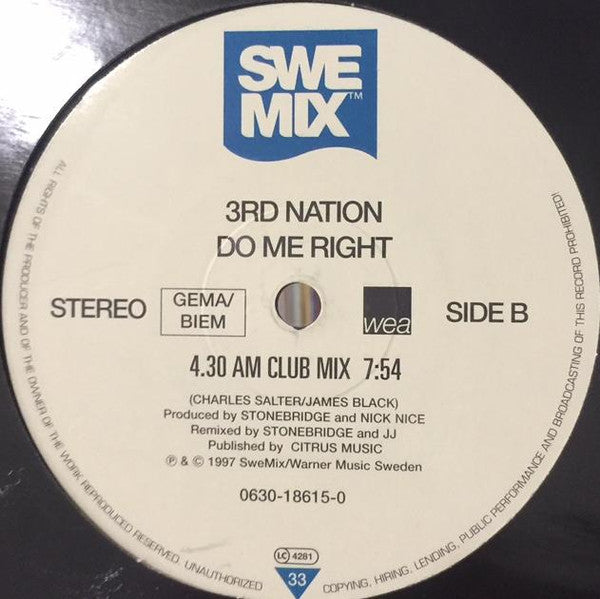 SWE
MIX™
3RD NATION
DO ME RIGHT
STEREO
GEMA/
BIEM
wea
SIDE B
4.30 AM CLUB MIX 7:54
(CHARLES SALTER/JAMES BLACK)
Produced by STONEBRIDGE and NICK NICE
Remixed by STONEBRIDGE and JJ
Published by CITRUS MUSIC
℗ & © 1997 SweMix/Warner Music Sweden
0630-18615-0
LC 4281
33
ALL RIGHTS OF THE PRODUCER AND OF THE OWNER OF THE WORK REPRODUCED RESERVED. UNAUTHORIZED COPYING, HIRING, LENDING, PUBLIC PERFORMANCE AND BROADCASTING OF THIS RECORD PROHIBITED!